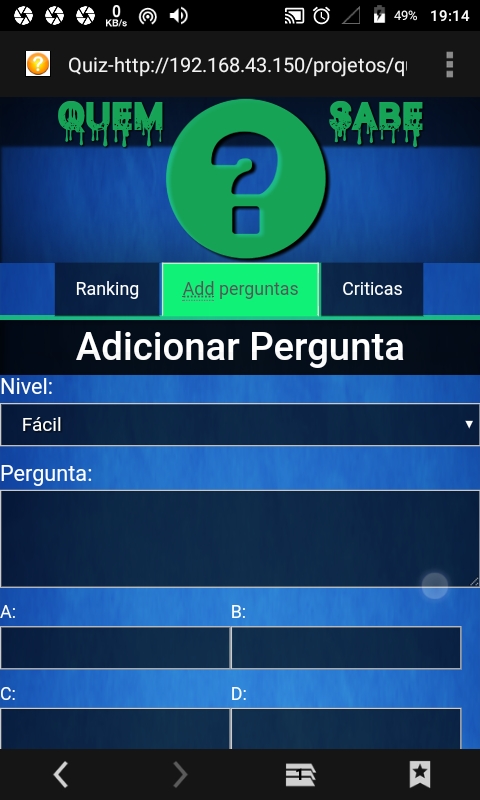 0 KB/s 49% 19:14
Quiz-http://192.168.43.150/projetos/q
QUEM SABE
?
Ranking Add perguntas Criticas
Adicionar Pergunta
Nivel:
Fácil
Pergunta:
A: B:
C: D:
1